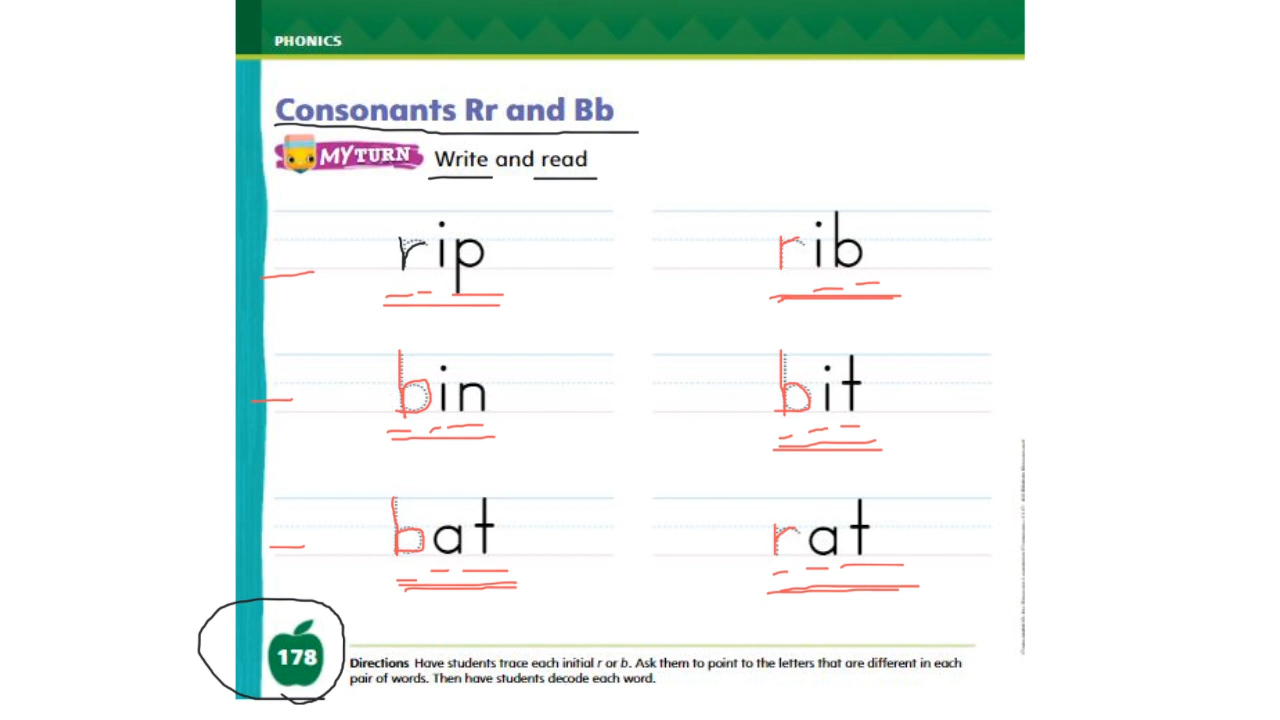 PHONICS
Consonants Rr and Bb
MY TURN Write and read
rip rib
bin bit
bat rat
178
Directions Have students trace each initial r or b. Ask them to point to the letters that are different in each
pair of words. Then have students decode each word.